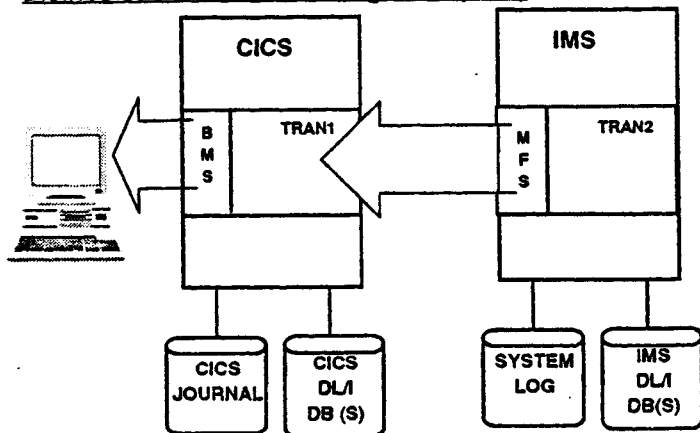 CICS
IMS
B
M
S
TRAN1
M
F
S
TRAN2
CICS
JOURNAL
CICS
DL/I
DB (S)
SYSTEM
LOG
IMS
DL/I
DB(S)